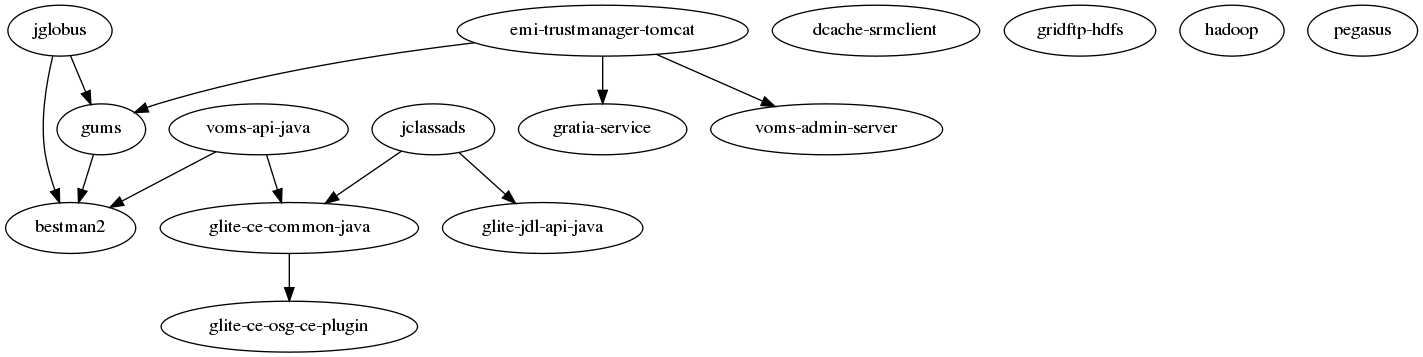 jglobus
emi-trustmanager-tomcat
dcache-srmclient
gridftp-hdfs
hadoop
pegasus
gums
voms-api-java
jclassads
gratia-service
voms-admin-server
bestman2
glite-ce-common-java
glite-jdl-api-java
glite-ce-osg-ce-plugin